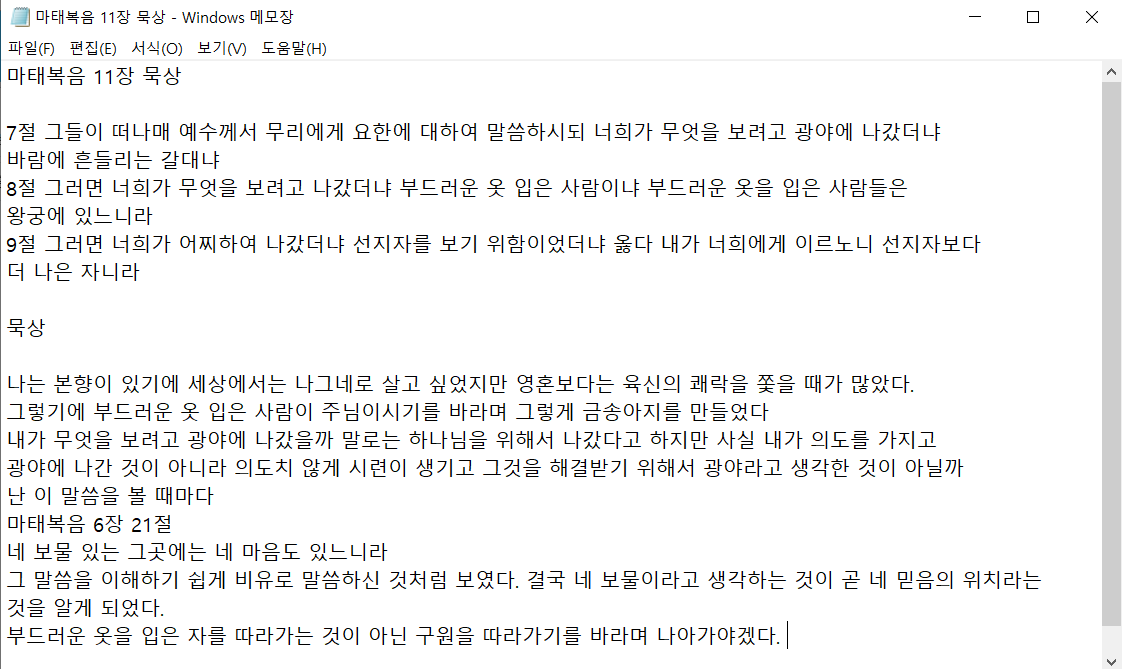 마태복음 11장 묵상 - Windows 메모장
파일(F) 편집(E) 서식(O) 보기(V) 도움말(H)
마태복음 11장 묵상
7절 그들이 떠나매 예수께서 무리에게 요한에 대하여 말씀하시되 너희가 무엇을 보려고 광야에 나갔더냐
바람에 흔들리는 갈대냐
8절 그러면 너희가 무엇을 보려고 나갔더냐 부드러운 옷 입은 사람이냐 부드러운 옷을 입은 사람들은
왕궁에 있느니라
9절 그러면 너희가 어찌하여 나갔더냐 선지자를 보기 위함이었더냐 옳다 내가 너희에게 이르노니 선지자보다
더 나은 자니라
묵상
나는 본향이 있기에 세상에서는 나그네로 살고 싶었지만 영혼보다는 육신의 쾌락을 쫓을 때가 많았다.
그렇기에 부드러운 옷 입은 사람이 주님이시기를 바라며 그렇게 금송아지를 만들었다
내가 무엇을 보려고 광야에 나갔을까 말로는 하나님을 위해서 나갔다고 하지만 사실 내가 의도를 가지고
광야에 나간 것이 아니라 의도치 않게 시련이 생기고 그것을 해결받기 위해서 광야라고 생각한 것이 아닐까
난 이 말씀을 볼 때마다
마태복음 6장 21절
네 보물 있는 그곳에는 네 마음도 있느니라
그 말씀을 이해하기 쉽게 비유로 말씀하신 것처럼 보였다. 결국 네 보물이라고 생각하는 것이 곧 네 믿음의 위치라는
것을 알게 되었다.
부드러운 옷을 입은 자를 따라가는 것이 아닌 구원을 따라가기를 바라며 나아가야겠다.